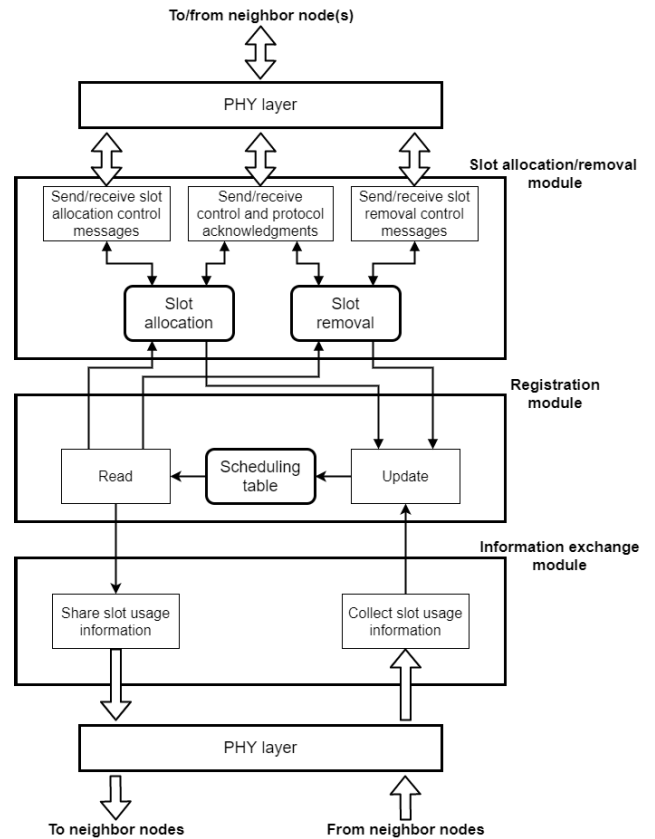 To/from neighbor node(s)
PHY layer
Slot allocation/removal
module
Send/receive slot
allocation control
messages
Send/receive
control and protocol
acknowledgments
Send/receive slot
removal control
messages
Slot
allocation
Slot
removal
Registration
module
Read
Scheduling
table
Update
Information exchange
module
Share slot usage
information
Collect slot usage
information
PHY layer
To neighbor nodes
From neighbor nodes